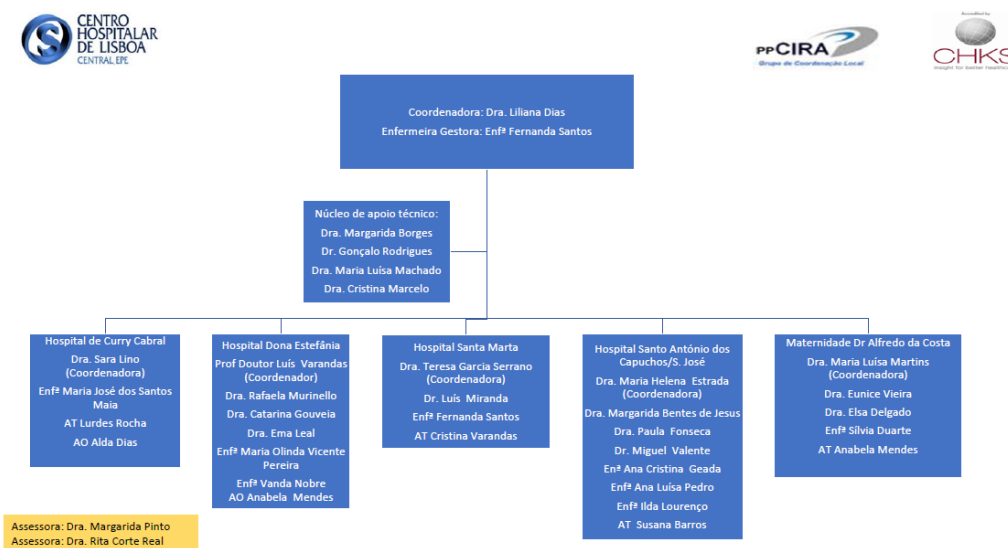 CENTRO
HOSPITALAR
DE LISBOA
CENTRAL EPE
PPCIRA
Grupo de Coordenação Local
Accredited by
CHKS
Insight for better healthcare
Coordenadora: Dra. Liliana Dias
Enfermeira Gestora: Enfª Fernanda Santos
Núcleo de apoio técnico:
Dra. Margarida Borges
Dr. Gonçalo Rodrigues
Dra. Maria Luísa Machado
Dra. Cristina Marcelo
Hospital de Curry Cabral
Dra. Sara Lino
(Coordenadora)
Enfª Maria José dos Santos
Maia
AT Lurdes Rocha
AO Alda Dias
Hospital Dona Estefânia
Prof Doutor Luís Varandas
(Coordenador)
Dra. Rafaela Murinello
Dra. Catarina Gouveia
Dra. Ema Leal
Enfª Maria Olinda Vicente
Pereira
Enfª Vanda Nobre
AO Anabela Mendes
Hospital Santa Marta
Dra. Teresa Garcia Serrano
(Coordenadora)
Dr. Luís Miranda
Enfª Fernanda Santos
AT Cristina Varandas
Hospital Santo António dos
Capuchos/S. José
Dra. Maria Helena Estrada
(Coordenadora)
Dra. Margarida Bentes de Jesus
Dra. Paula Fonseca
Dr. Miguel Valente
Enª Ana Cristina Geada
Enfª Ana Luísa Pedro
Enfª Ilda Lourenço
AT Susana Barros
Maternidade Dr Alfredo da Costa
Dra. Maria Luísa Martins
(Coordenadora)
Dra. Eunice Vieira
Dra. Elsa Delgado
Enfª Sílvia Duarte
AT Anabela Mendes
Assessora: Dra. Margarida Pinto
Assessora: Dra. Rita Corte Real